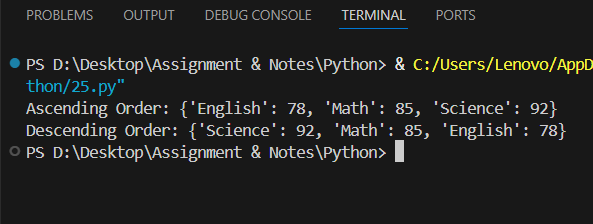 PROBLEMS OUTPUT DEBUG CONSOLE TERMINAL PORTS
PS D:\Desktop\Assignment & Notes\Python> & C:/Users/Lenovo/AppD
thon/25.py"
Ascending Order: {'English': 78, 'Math': 85, 'Science': 92}
Descending Order: {'Science': 92, 'Math': 85, 'English': 78}
PS D:\Desktop\Assignment & Notes\Python>